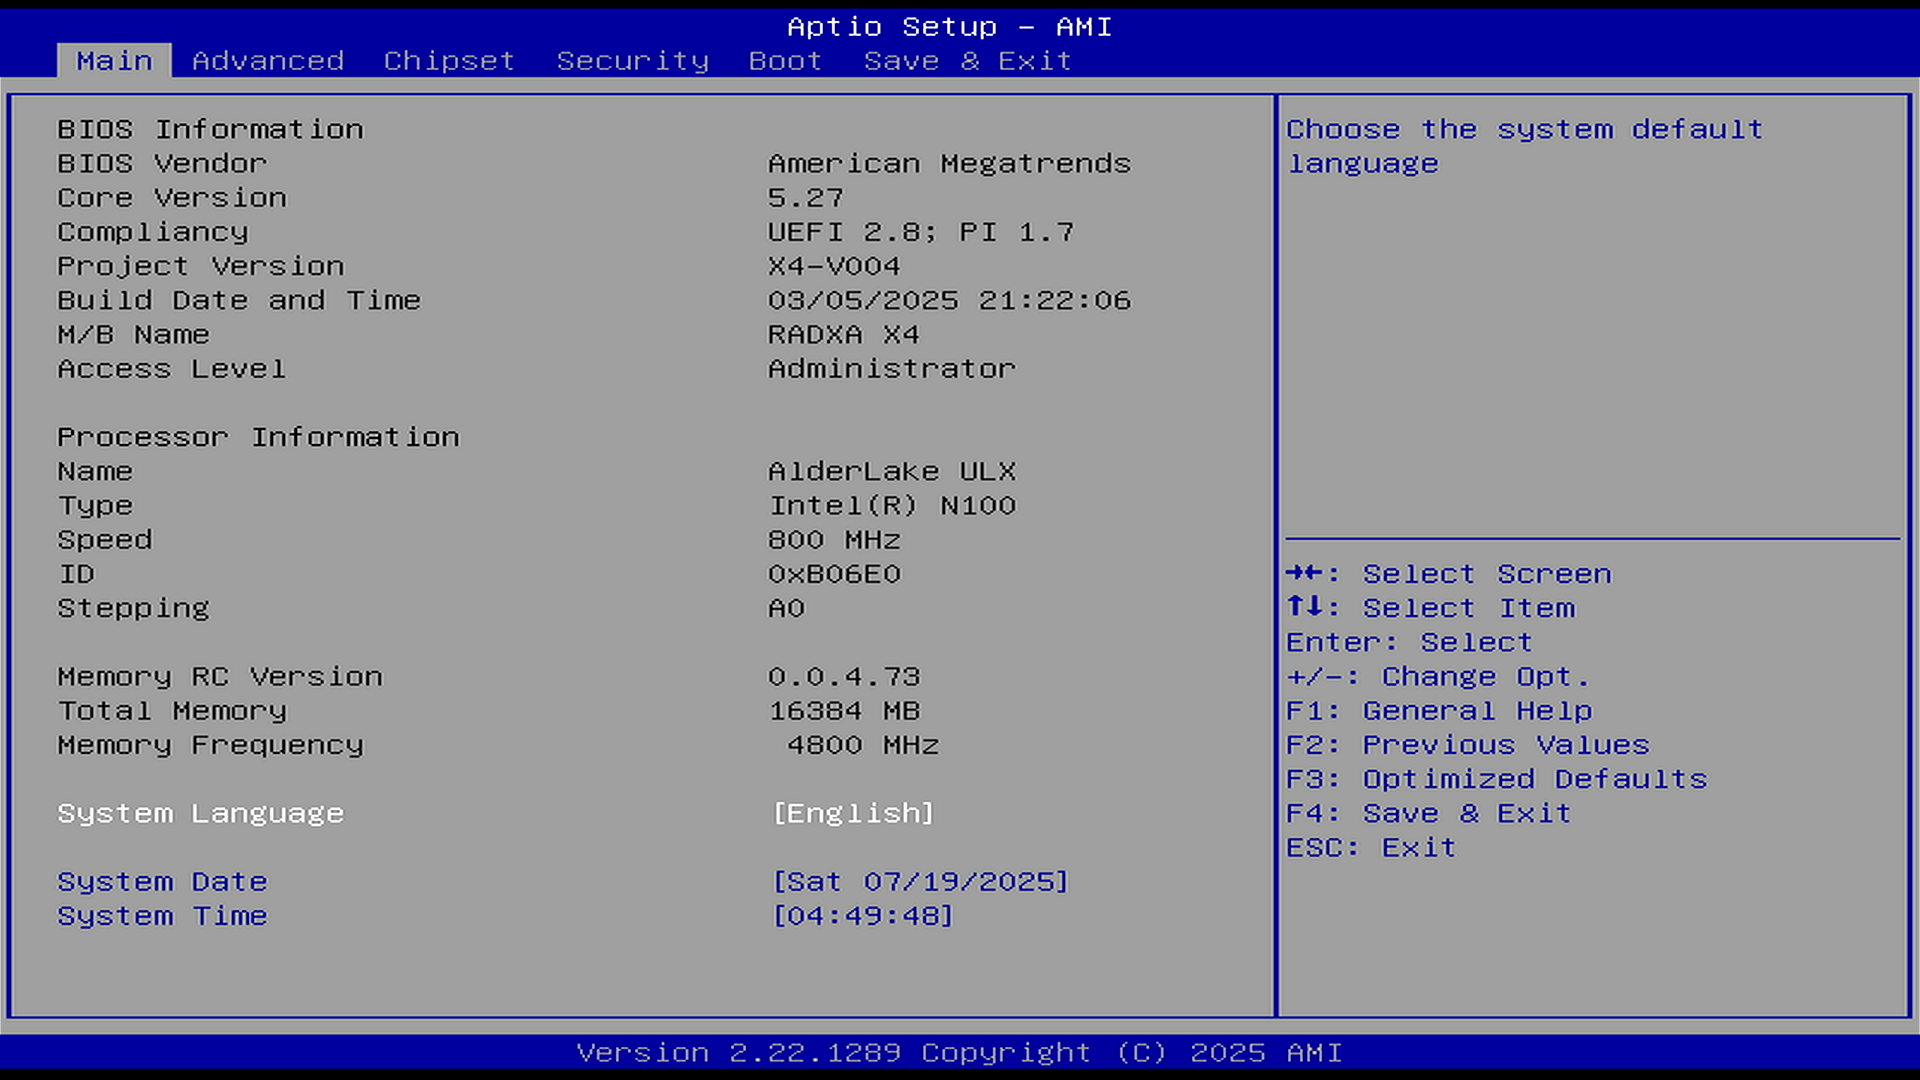 Aptio Setup - AMI
Main Advanced Chipset Security Boot Save & Exit
BIOS Information
BIOS Vendor American Megatrends
Core Version 5.27
Compliancy UEFI 2.8; PI 1.7
Project Version X4-V004
Build Date and Time 03/05/2025 21:22:06
M/B Name RADXA X4
Access Level Administrator
Processor Information
Name AlderLake ULX
Type Intel(R) N100
Speed 800 MHz
ID 0xB06E0
Stepping A0
Memory RC Version 0.0.4.73
Total Memory 16384 MB
Memory Frequency 4800 MHz
System Language [English]
System Date [Sat 07/19/2025]
System Time [04:49:48]
Choose the system default
language
→←: Select Screen
↑↓: Select Item
Enter: Select
+/-: Change Opt.
F1: General Help
F2: Previous Values
F3: Optimized Defaults
F4: Save & Exit
ESC: Exit
Version 2.22.1289 Copyright (C) 2025 AMI